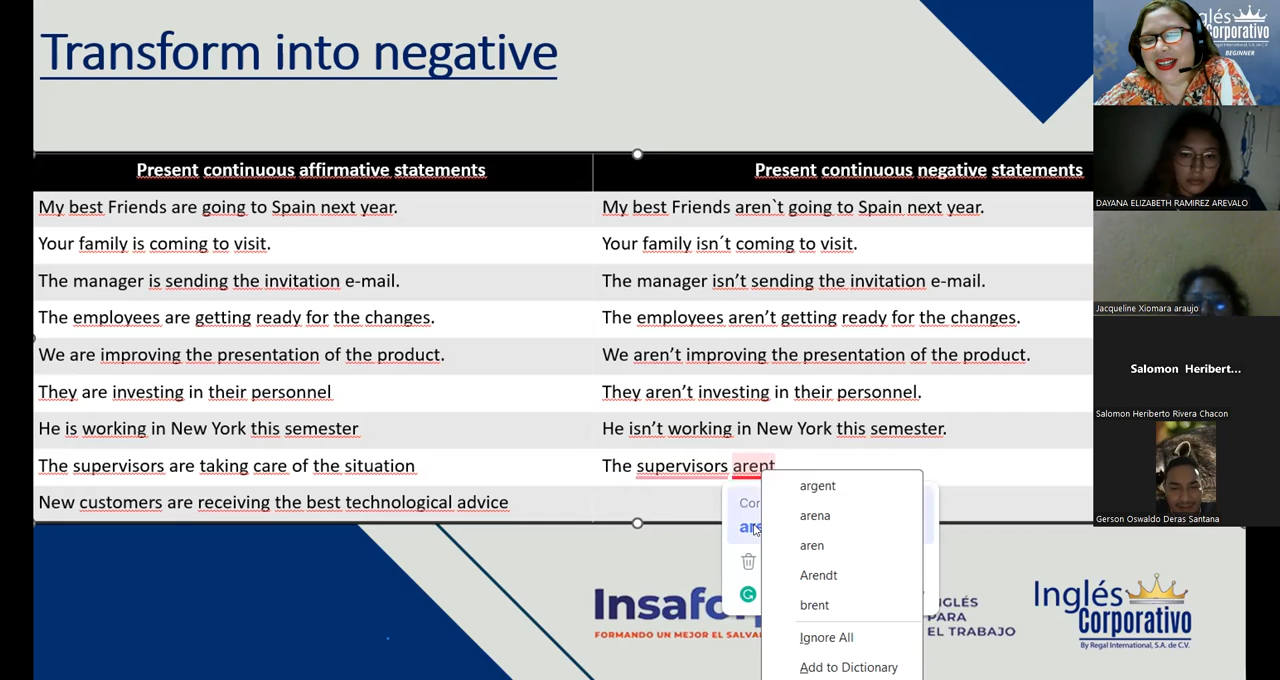 Transform into negative
Present continuous affirmative statements
Present continuous negative statements
My best Friends are going to Spain next year.
My best Friends aren`t going to Spain next year.
Your family is coming to visit.
Your family isn´t coming to visit.
The manager is sending the invitation e-mail.
The manager isn’t sending the invitation e-mail.
The employees are getting ready for the changes.
The employees aren’t getting ready for the changes.
We are improving the presentation of the product.
We aren’t improving the presentation of the product.
They are investing in their personnel
They aren’t investing in their personnel.
He is working in New York this semester
He isn’t working in New York this semester.
The supervisors are taking care of the situation
The supervisors arent
New customers are receiving the best technological advice
Cor
are
argent
arena
aren
Arendt
brent
Ignore All
Add to Dictionary
Insafo
FORMANDO UN MEJOR EL SALVA
NGLÉS
PARA
EL TRABAJO
Inglés
Corporativo
By Regal International, S.A. de C.V.
glés
Corporativo
By Regal International, S.A. de C.V.
BEGINNER
DAYANA ELIZABETH RAMIREZ AREVALO
Jacqueline Xiomara araujo
Salomon Heribert...
Salomon Heriberto Rivera Chacon
Gerson Oswaldo Deras Santana